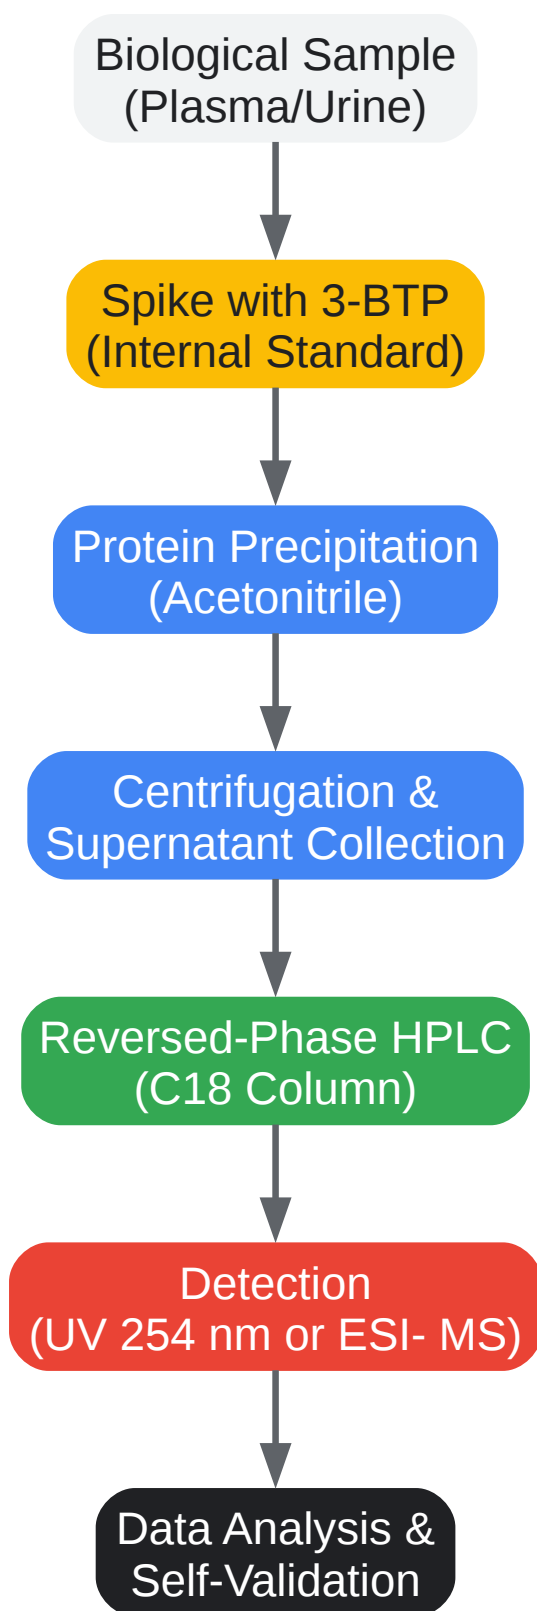 Biological Sample
(Plasma/Urine)
Spike with 3-BTP
(Internal Standard)
Protein Precipitation
(Acetonitrile)
Centrifugation &
Supernatant Collection
Reversed-Phase HPLC
(C18 Column)
Detection
(UV 254 nm or ESI- MS)
Data Analysis &
Self-Validation